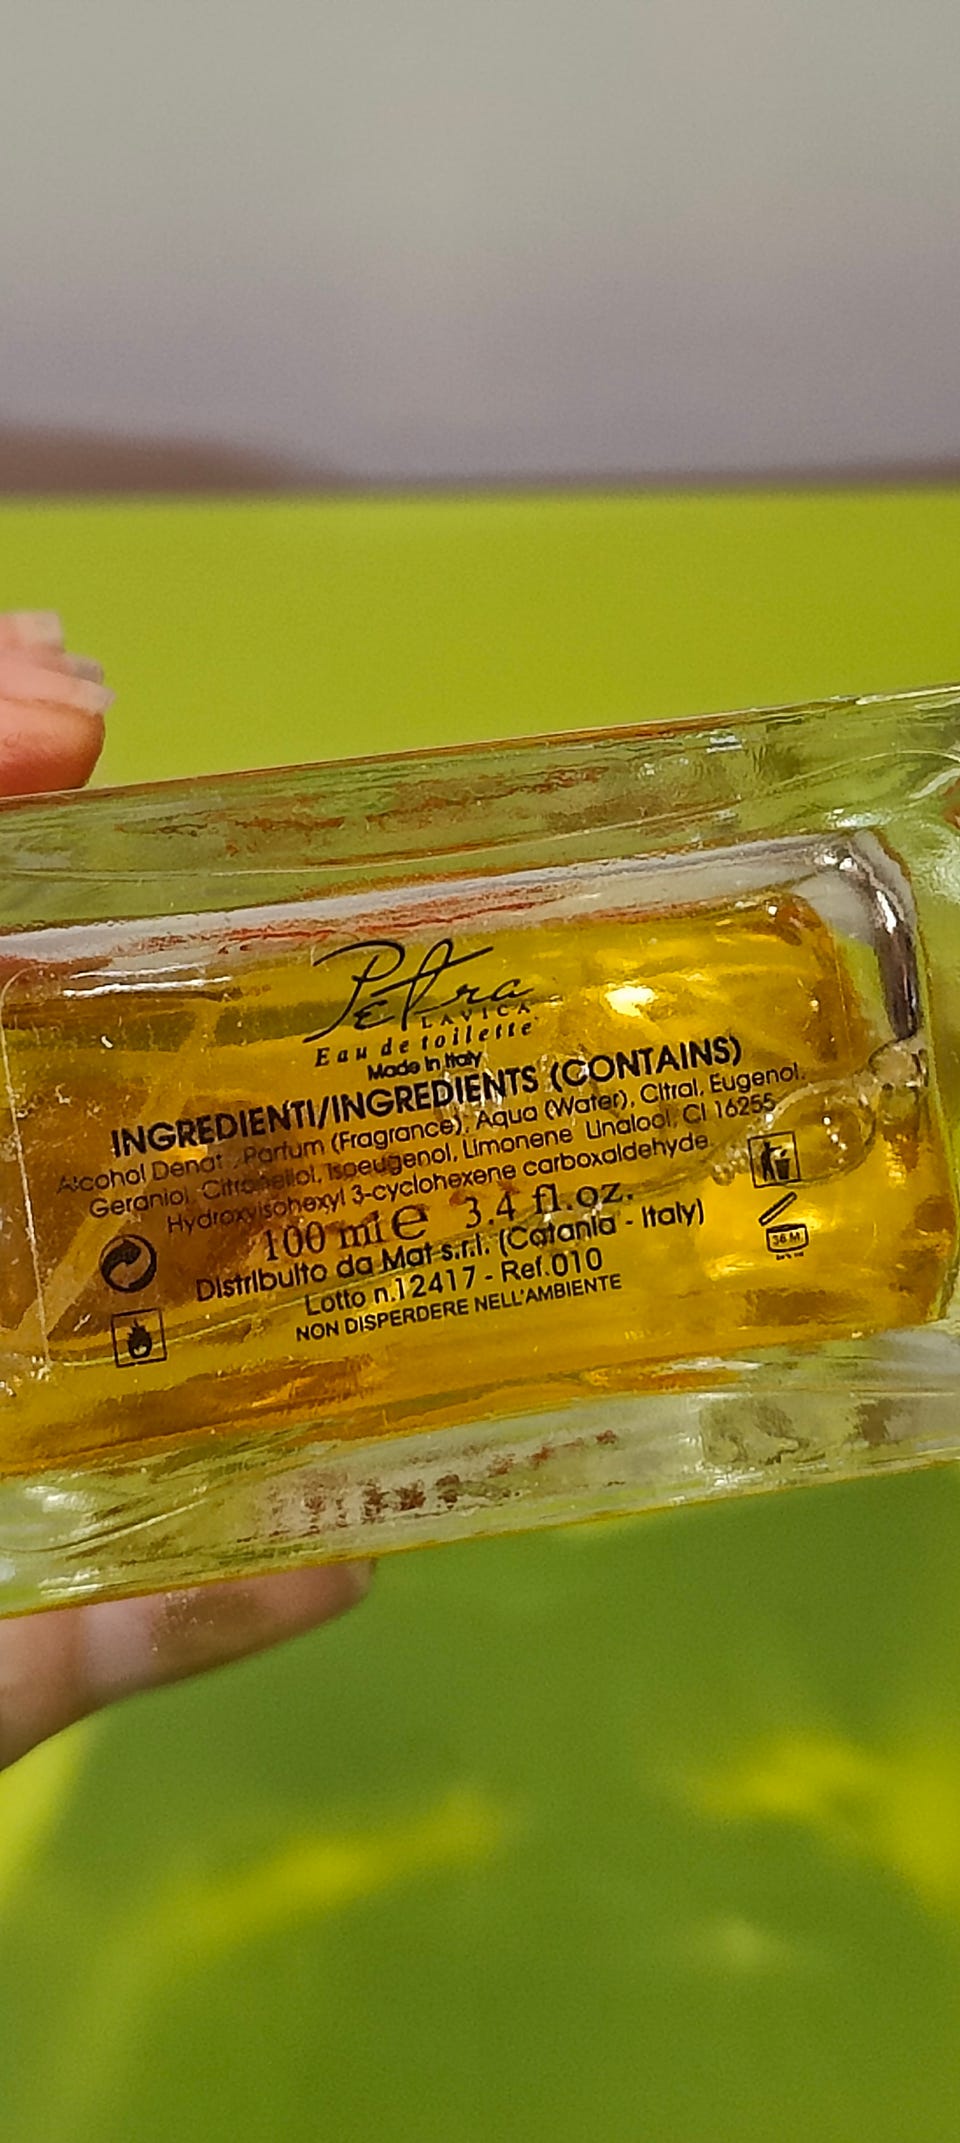 Petra
LAVICA
Eau de toilette
Made in Italy
INGREDIENTI/INGREDIENTS (CONTAINS)
Alcohol Denat., Parfum (Fragrance), Aqua (Water), Citral, Eugenol,
Geraniol, Citronellol, Isoeugenol, Limonene, Linalool, CI 16255
Hydroxyisohexyl 3-cyclohexene carboxaldehyde.
100 ml e 3.4 fl.oz.
Distribuito da Mat s.r.l. (Catania - Italy)
Lotto n.12417 - Ref.010
NON DISPERDERE NELL'AMBIENTE
36 M